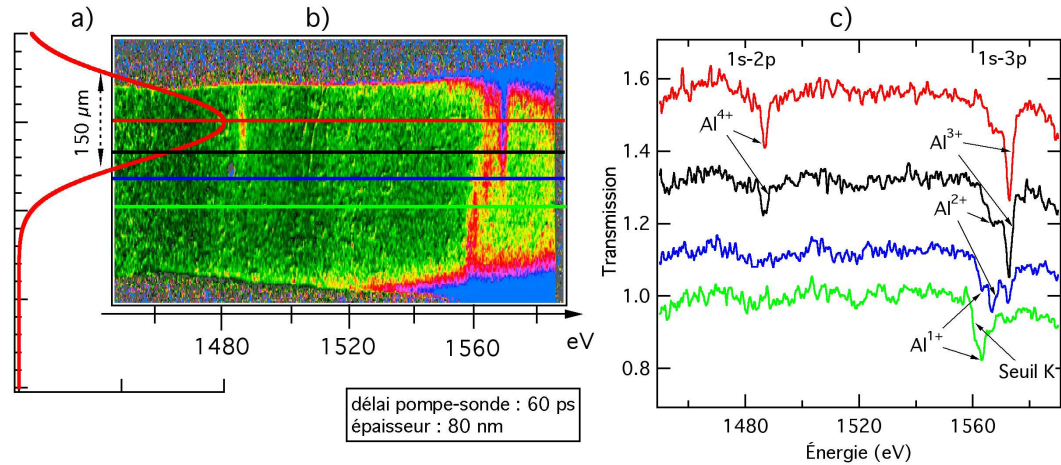 a)
b)
c)
150 µm
1480
1520
1560
eV
délai pompe-sonde : 60 ps
épaisseur : 80 nm
1s-2p
1s-3p
1.6
1.4
1.2
1.0
0.8
Transmission
Al4+
Al3+
Al2+
Al1+
Seuil K
1480
1520
1560
Énergie (eV)